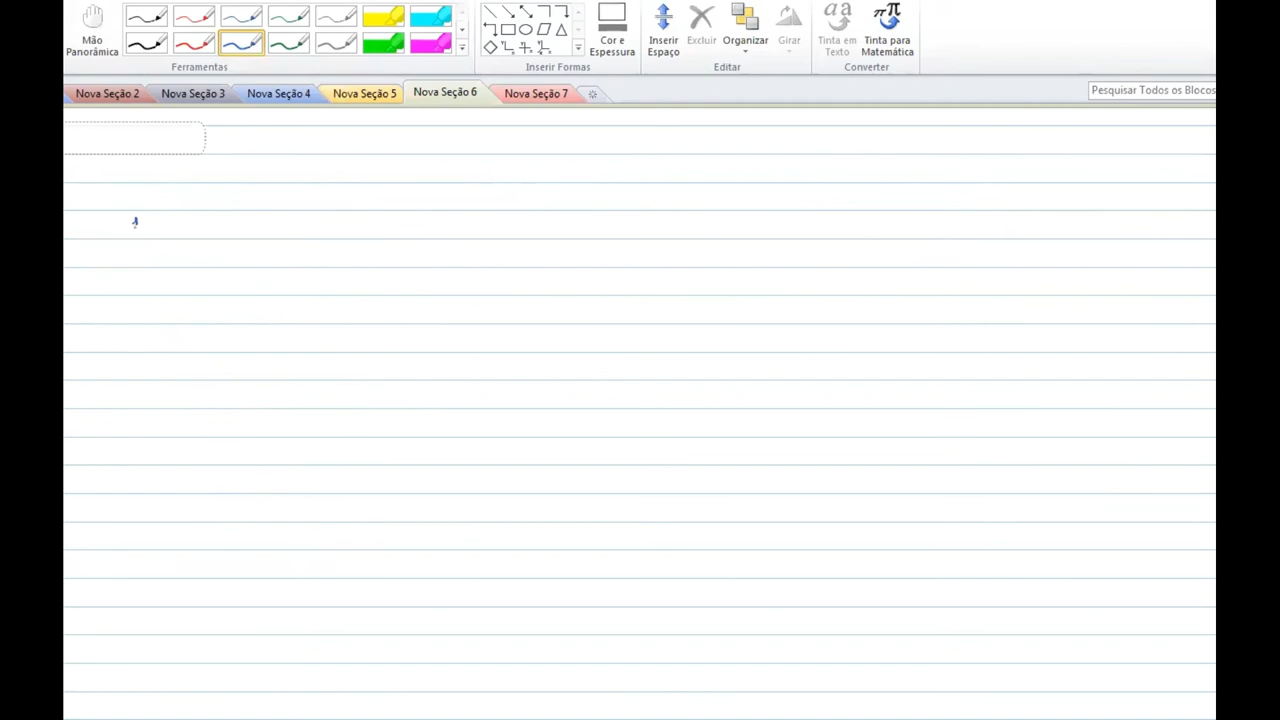 Mão
Panorâmica
Ferramentas
Inserir Formas
Cor e
Espessura
Inserir
Espaço
Excluir
Organizar
Girar
Editar
Tinta em
Texto
Tinta para
Matemática
Converter
Nova Seção 2
Nova Seção 3
Nova Seção 4
Nova Seção 5
Nova Seção 6
Nova Seção 7
Pesquisar Todos os Blocos